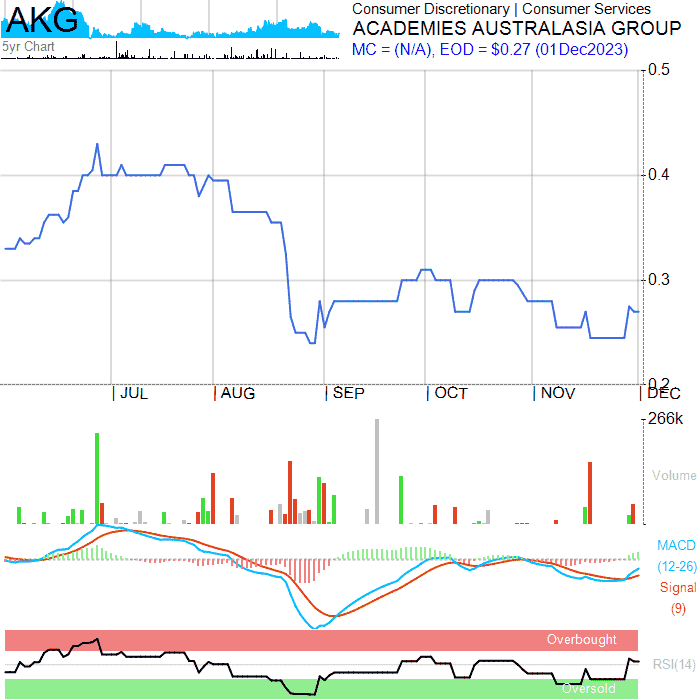 AKG
5yr Chart
Consumer Discretionary | Consumer Services
ACADEMIES AUSTRALASIA GROUP
MC = (N/A), EOD = $0.27 (01Dec2023)
0.5
0.4
0.3
0.2
JUL
AUG
SEP
OCT
NOV
DEC
266k
Volume
MACD
(12-26)
Signal
(9)
Overbought
RSI(14)
Oversold